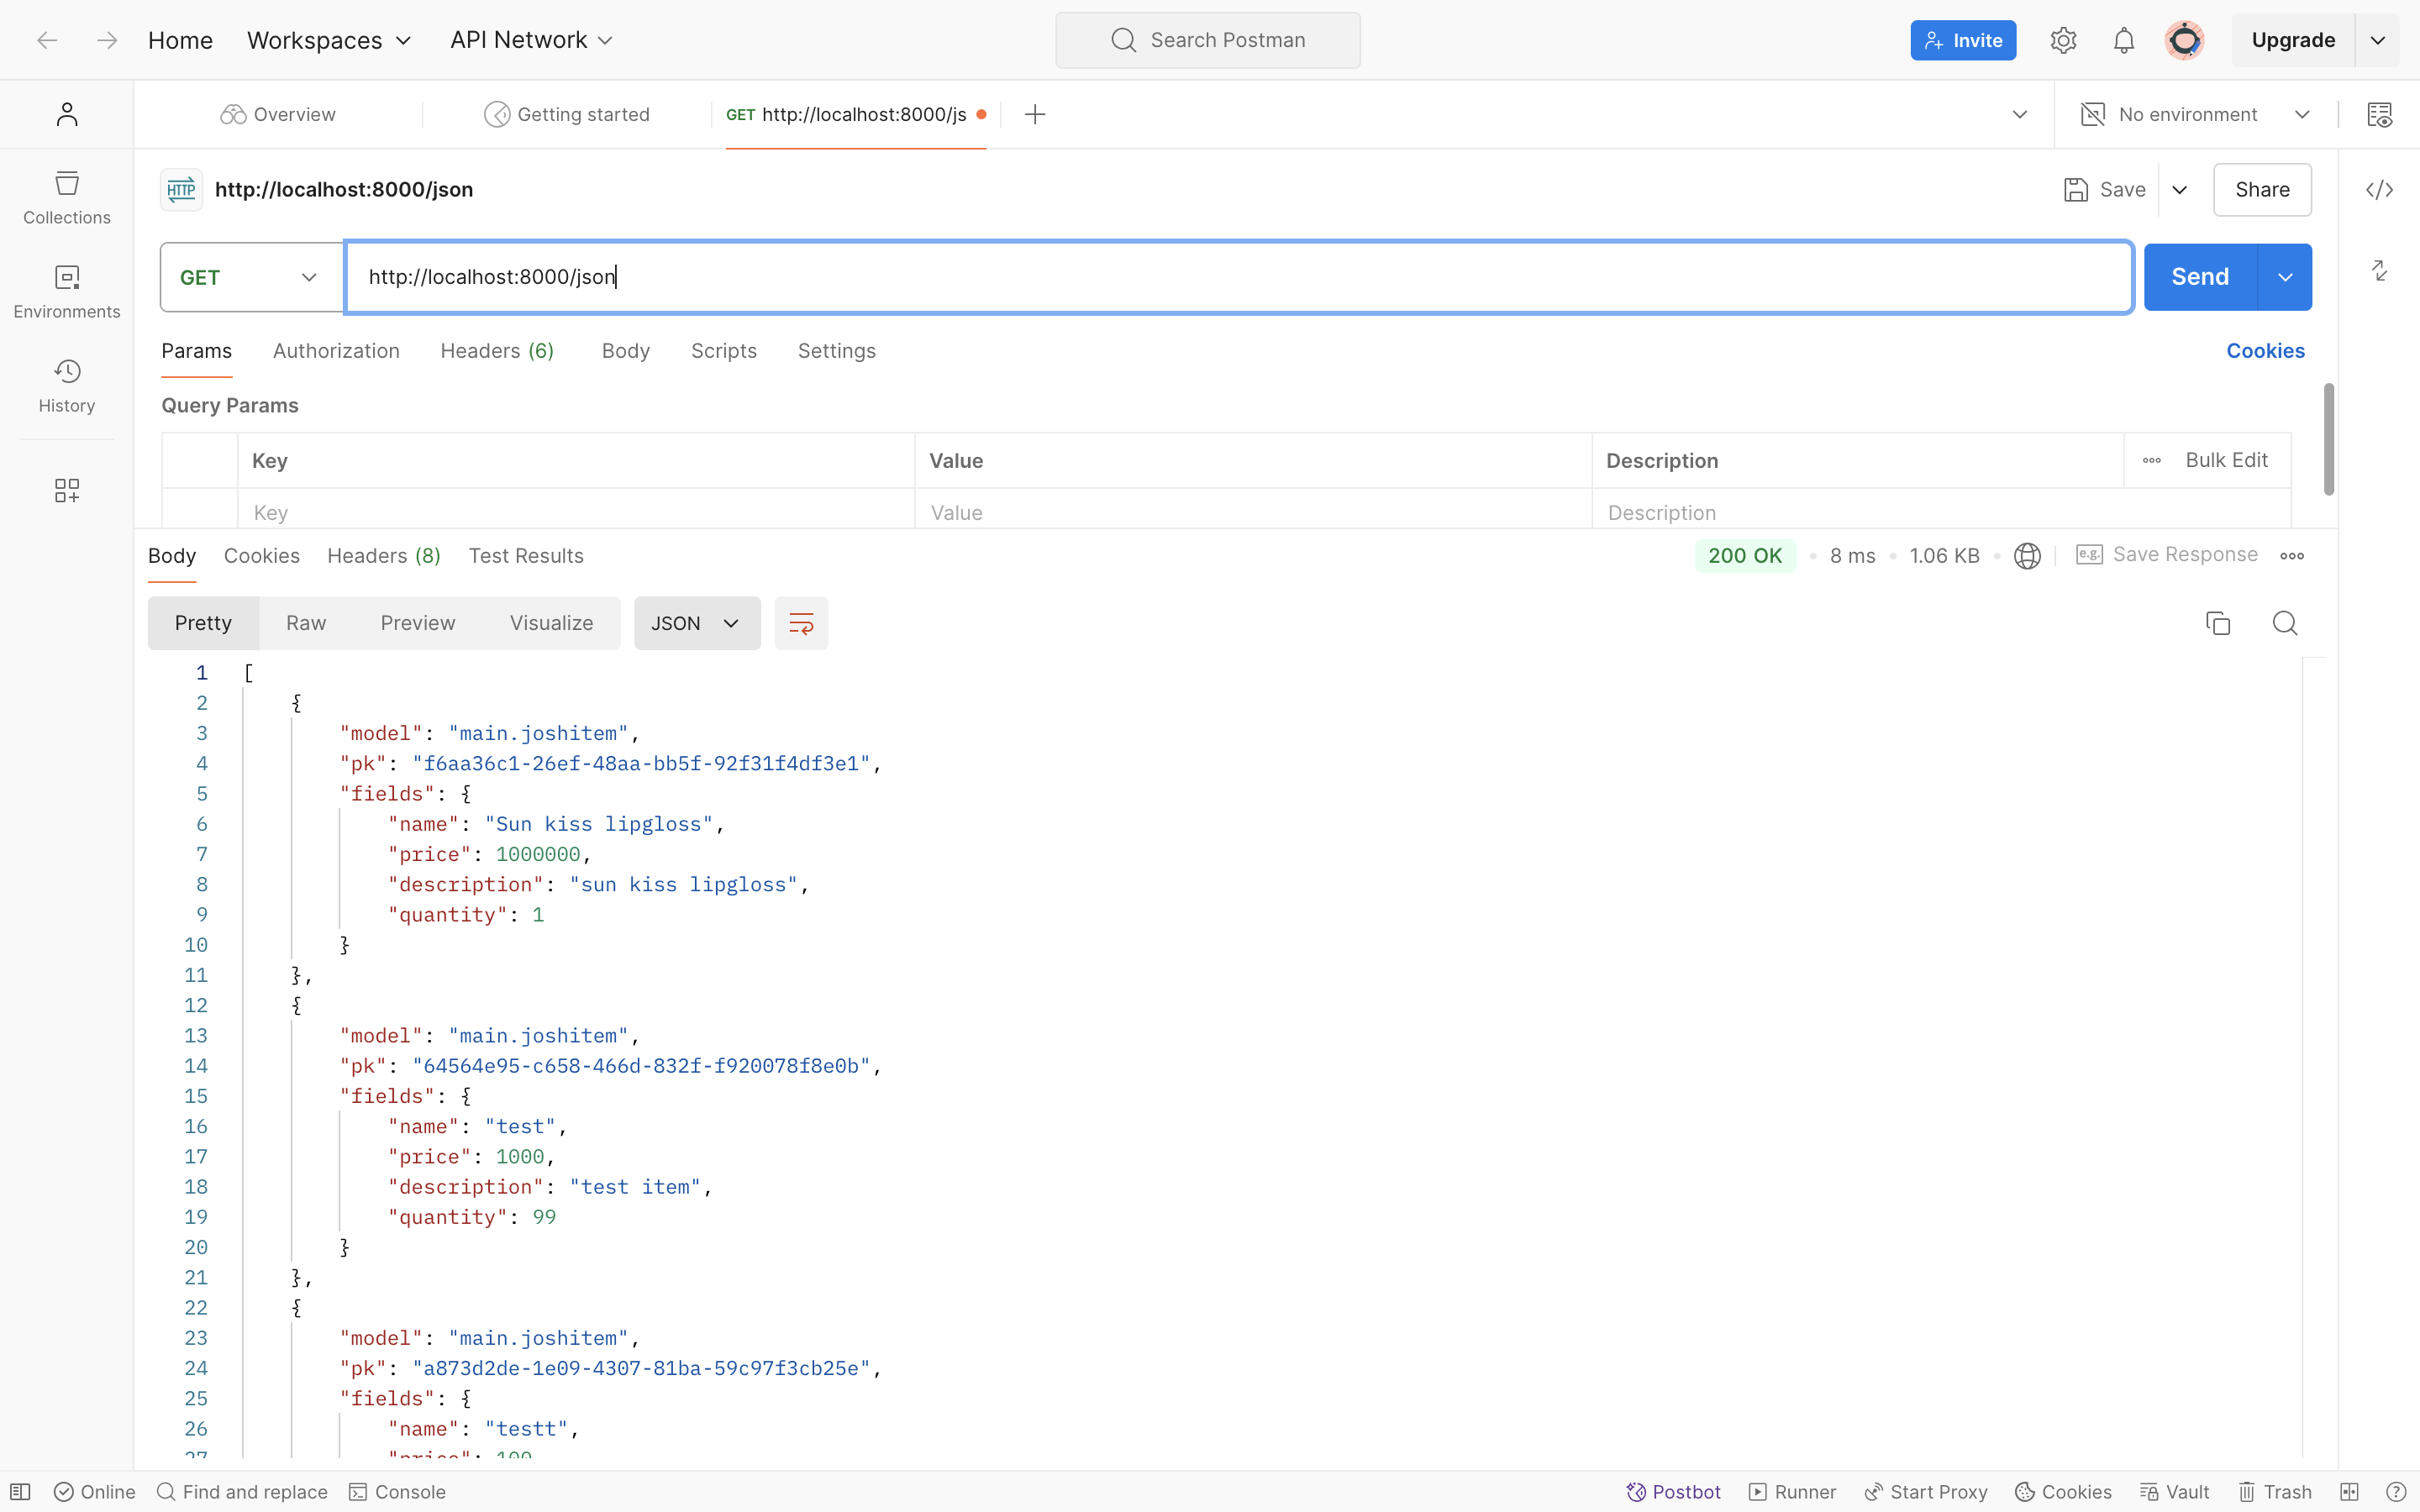 Home Workspaces API Network Search Postman Invite Upgrade
Overview Getting started GET http://localhost:8000/js No environment
Collections
Environments
History
HTTP http://localhost:8000/json Save Share
GET http://localhost:8000/json Send
Params Authorization Headers (6) Body Scripts Settings Cookies
Query Params
Key Value Description Bulk Edit
Key Value Description
Body Cookies Headers (8) Test Results 200 OK 8 ms 1.06 KB e.g. Save Response
Pretty Raw Preview Visualize JSON
1 [
2 {
3 "model": "main.joshitem",
4 "pk": "f6aa36c1-26ef-48aa-bb5f-92f31f4df3e1",
5 "fields": {
6 "name": "Sun kiss lipgloss",
7 "price": 1000000,
8 "description": "sun kiss lipgloss",
9 "quantity": 1
10 }
11 },
12 {
13 "model": "main.joshitem",
14 "pk": "64564e95-c658-466d-832f-f920078f8e0b",
15 "fields": {
16 "name": "test",
17 "price": 1000,
18 "description": "test item",
19 "quantity": 99
20 }
21 },
22 {
23 "model": "main.joshitem",
24 "pk": "a873d2de-1e09-4307-81ba-59c97f3cb25e",
25 "fields": {
26 "name": "testt",
27 "price": 100
Online Find and replace Console Postbot Runner Start Proxy Cookies Vault Trash